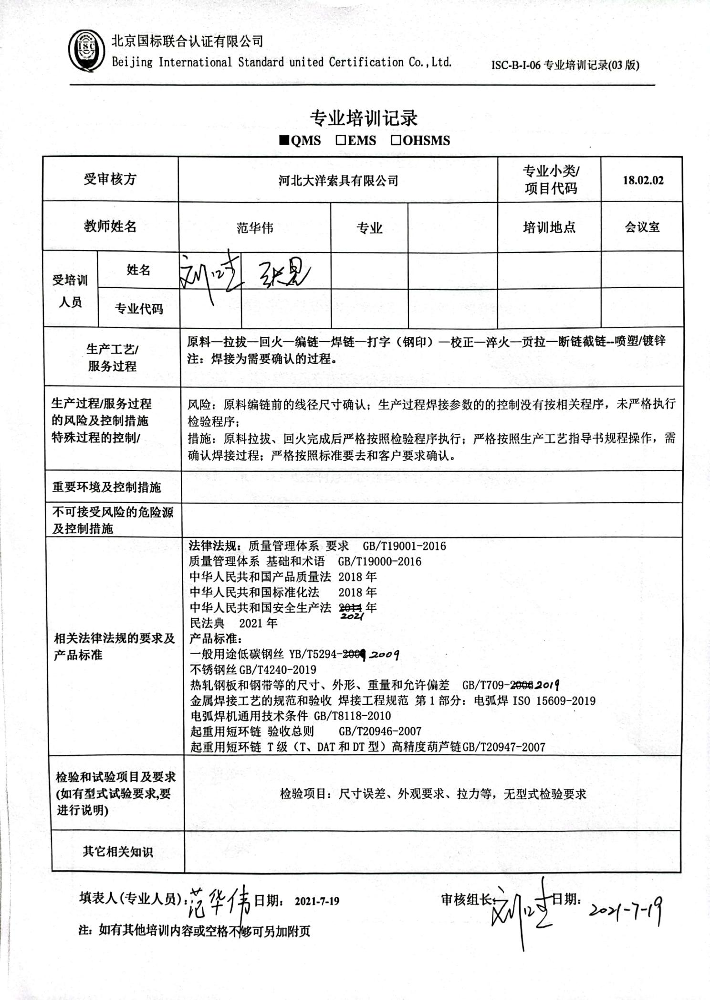 ISC
北京国标联合认证有限公司
Beijing International Standard united Certification Co.,Ltd.
ISC-B-I-06 专业培训记录(03 版)
专业培训记录
■QMS □EMS □OHSMS
受审核方 河北大洋索具有限公司 专业小类/项目代码 18.02.02
教师姓名 范华伟 专业 培训地点 会议室
受培训人员 姓名 张昆
专业代码
生产工艺/
服务过程
原料—拉拔—回火—编链—焊链—打字（钢印）—校正—淬火—贡拉—断链截链--喷塑/镀锌
注：焊接为需要确认的过程。
生产过程/服务过程
的风险及控制措施
特殊过程的控制/
风险：原料编链前的线径尺寸确认；生产过程焊接参数的的控制没有按相关程序，未严格执行
检验程序；
措施：原料拉拔、回火完成后严格按照检验程序执行；严格按照生产工艺指导书规程操作，需
确认焊接过程；严格按照标准要去和客户要求确认。
重要环境及控制措施
不可接受风险的危险源
及控制措施
相关法律法规的要求及
产品标准
法律法规：质量管理体系 要求 GB/T19001-2016
质量管理体系 基础和术语 GB/T19000-2016
中华人民共和国产品质量法 2018 年
中华人民共和国标准化法 2018 年
中华人民共和国安全生产法 2014 年
2021
民法典 2021 年
产品标准：
一般用途低碳钢丝 YB/T5294- 2009
不锈钢丝 GB/T4240-2019
热轧钢板和钢带等的尺寸、外形、重量和允许偏差 GB/T709-2006 2019
金属焊接工艺的规范和验收 焊接工程规范 第 1 部分：电弧焊 ISO 15609-2019
电弧焊机通用技术条件 GB/T8118-2010
起重用短环链 验收总则 GB/T20946-2007
起重用短环链 T 级（T、DAT 和 DT 型）高精度葫芦链 GB/T20947-2007
检验和试验项目及要求
(如有型式试验要求,要
进行说明)
检验项目：尺寸误差、外观要求、拉力等，无型式检验要求
其它相关知识
填表人(专业人员)：范华伟 日期： 2021-7-19
审核组长： 日期： 2021-7-19
注：如有其他培训内容或空格不够可另加附页